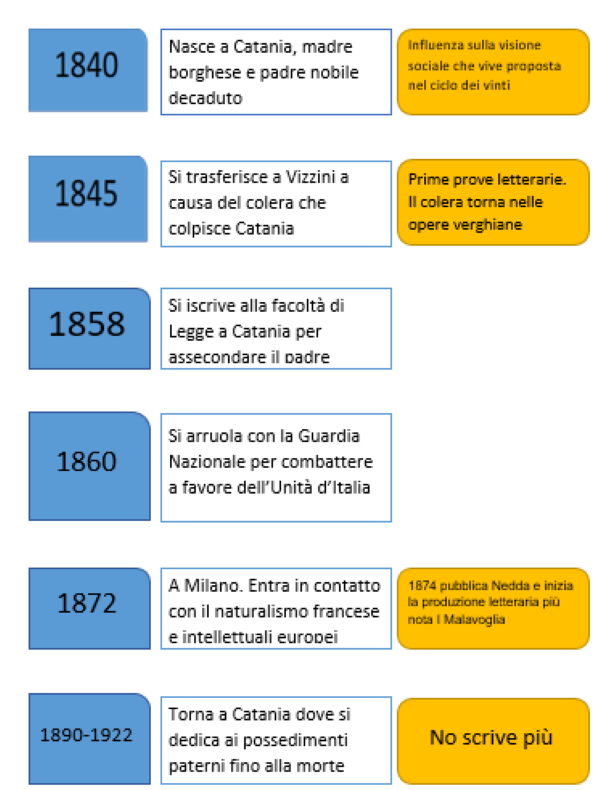 1840
Nasce a Catania, madre
borghese e padre nobile
decaduto
Influenza sulla visione
sociale che vive proposta
nel ciclo dei vinti
1845
Si trasferisce a Vizzini a
causa del colera che
colpisce Catania
Prime prove letterarie.
Il colera torna nelle
opere verghiane
1858
Si iscrive alla facoltà di
Legge a Catania per
assecondare il padre
1860
Si arruola con la Guardia
Nazionale per combattere
a favore dell'Unità d'Italia
1872
A Milano. Entra in contatto
con il naturalismo francese
e intellettuali europei
1874 pubblica Nedda e inizia
la produzione letteraria più
nota I Malavoglia
1890-1922
Torna a Catania dove si
dedica ai possedimenti
paterni fino alla morte
No scrive più